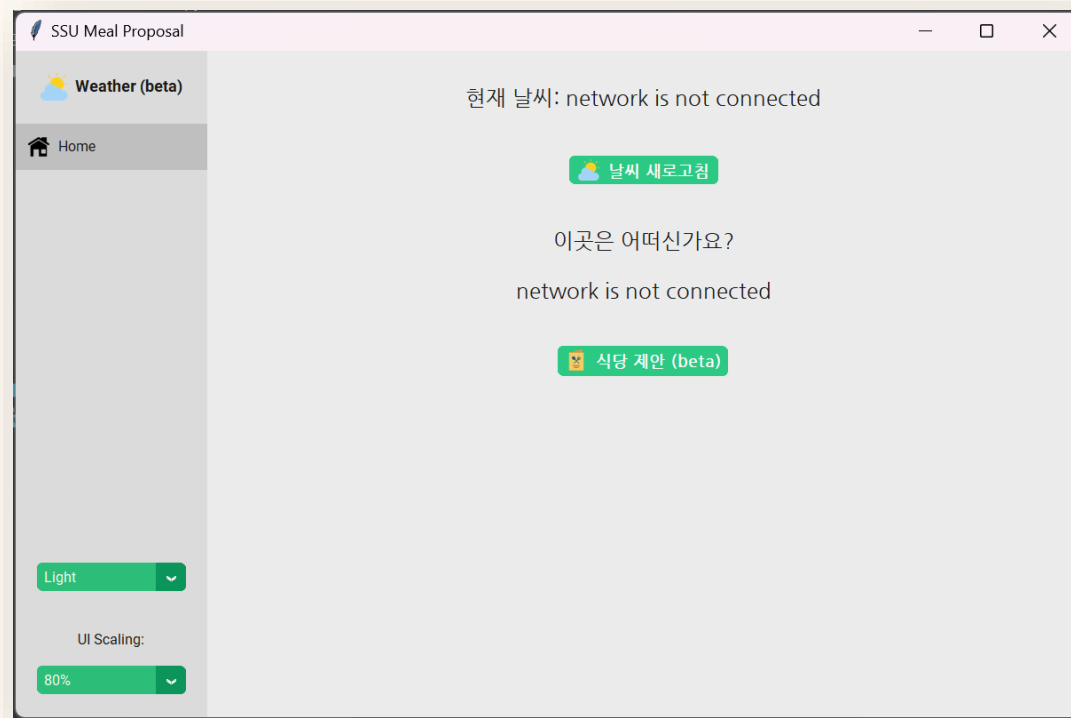 SSU Meal Proposal
Weather (beta)
Home
현재 날씨: network is not connected
날씨 새로고침
이곳은 어떠신가요?
network is not connected
식당 제안 (beta)
Light
UI Scaling:
80%